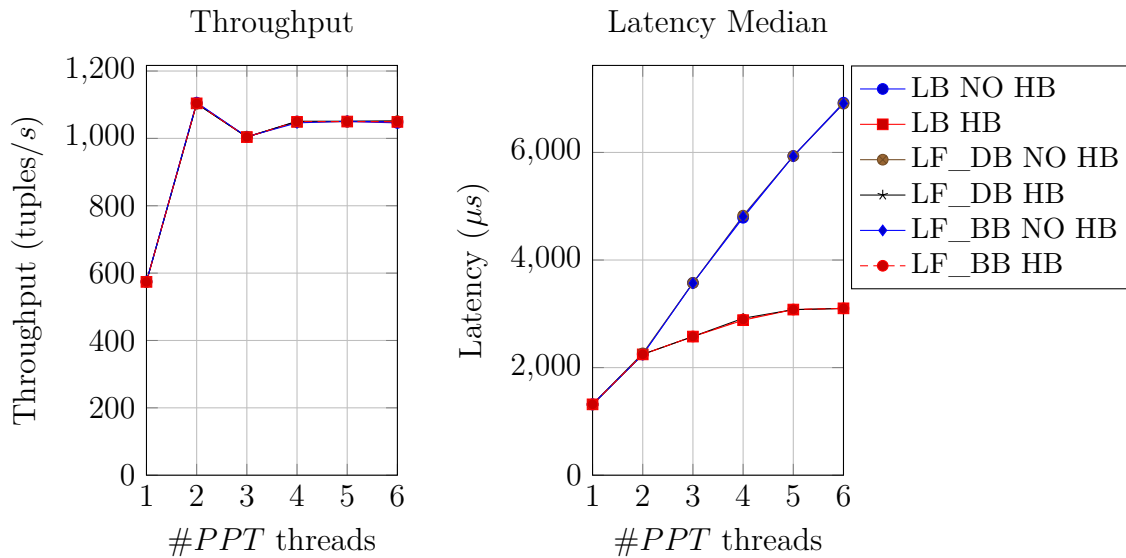 Throughput
Throughput (tuples/s)
1,200
1,000
800
600
400
200
0
1 2 3 4 5 6
#PPT threads
Latency Median
Latency (μs)
6,000
4,000
2,000
0
1 2 3 4 5 6
#PPT threads
LB NO HB
LB HB
LF_DB NO HB
LF_DB HB
LF_BB NO HB
LF_BB HB